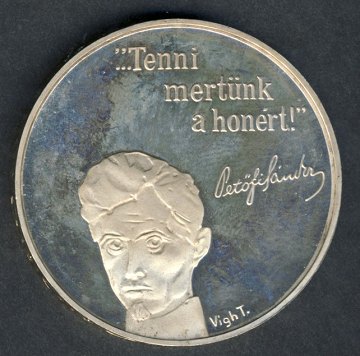 "...Tenni
mertünk
a honért!"
Petőfi Sándor
Vigh T.